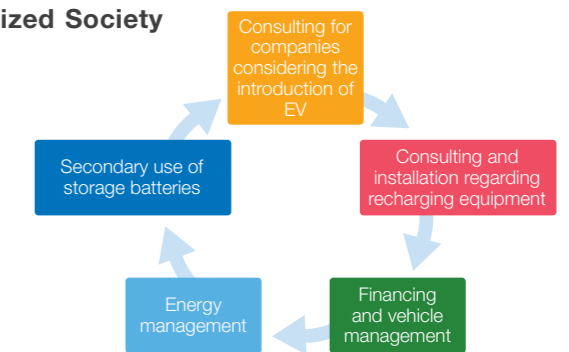 Society
Consulting for
companies
considering the
introduction of
EV
Consulting and
installation regarding
recharging equipment
Financing
and vehicle
management
Energy
management
Secondary use of
storage batteries